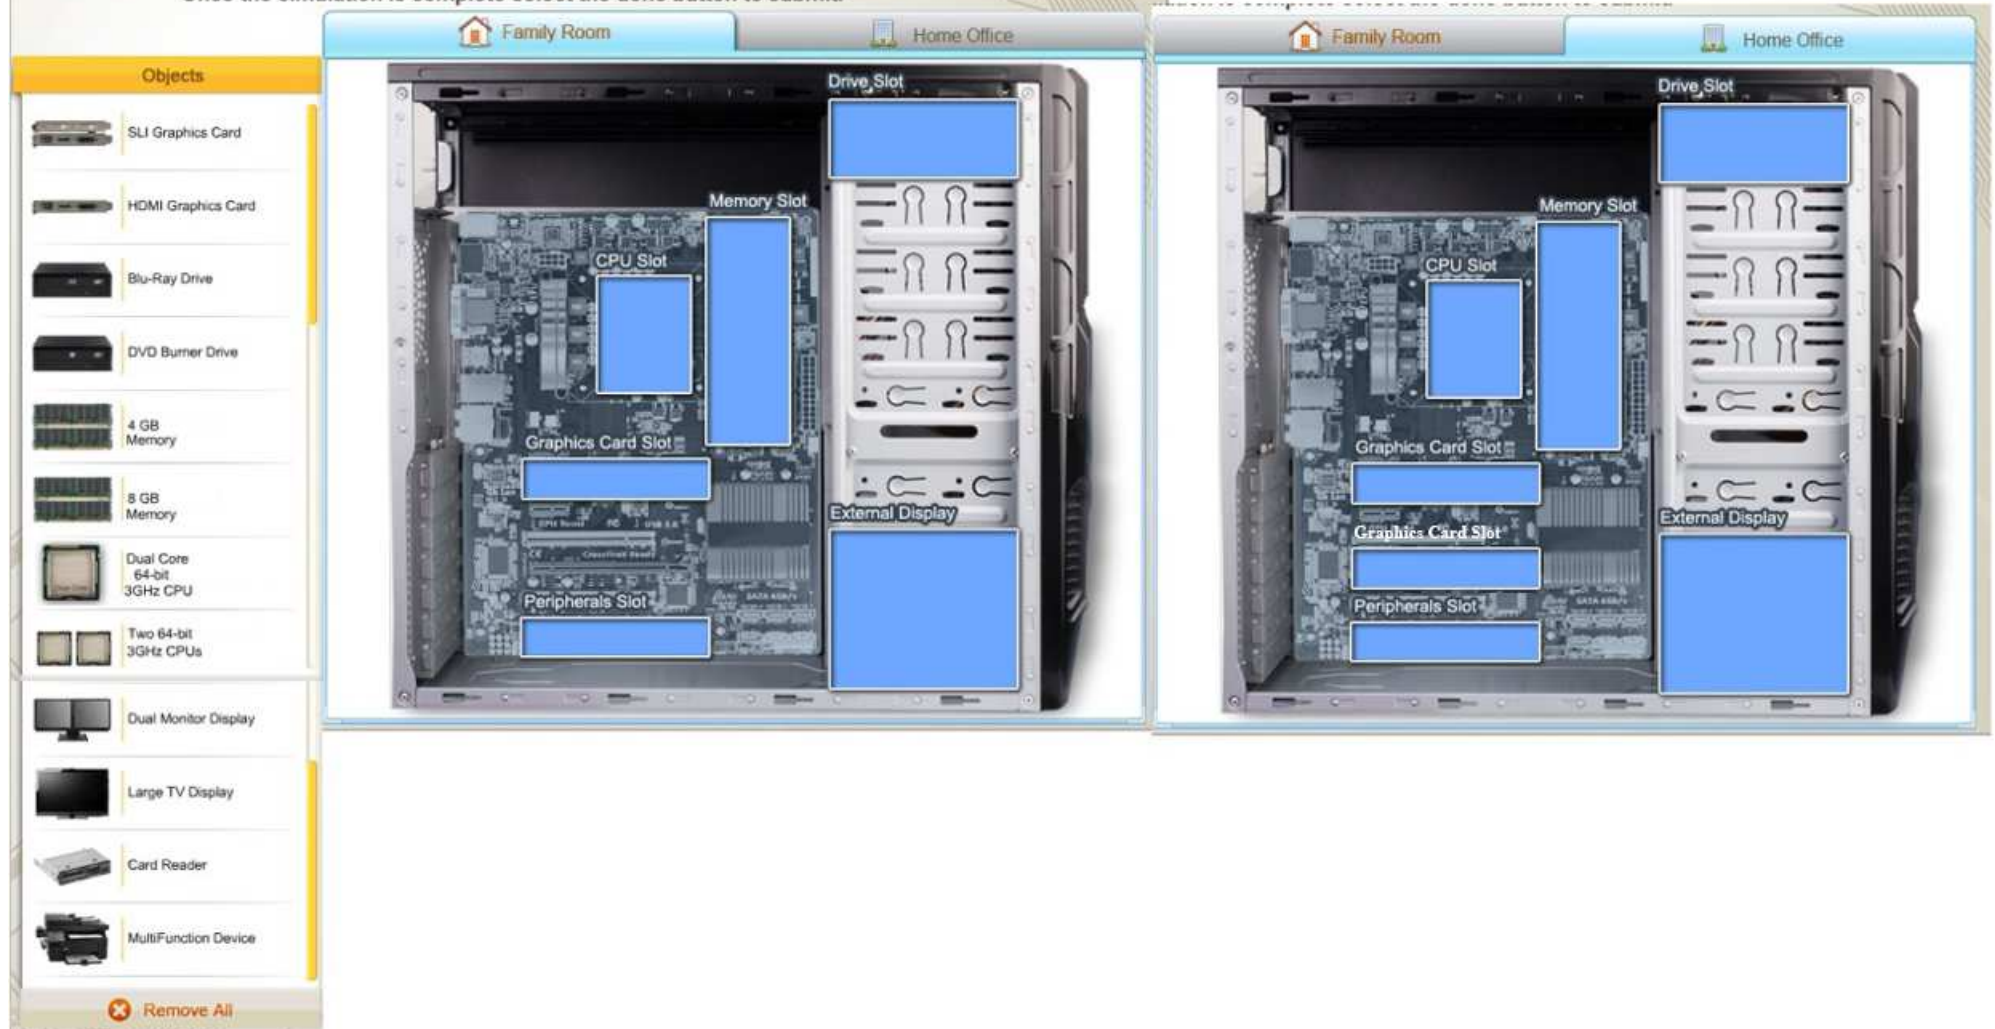 Family Room
Home Office
Family Room
Home Office
Objects
SLI Graphics Card
HDMI Graphics Card
Blu-Ray Drive
DVD Burner Drive
4 GB
Memory
8 GB
Memory
Dual Core
64-bit
3GHz CPU
Two 64-bit
3GHz CPUs
Dual Monitor Display
Large TV Display
Card Reader
MultiFunction Device
Remove All
Drive Slot
Memory Slot
CPU Slot
Graphics Card Slot
External Display
Peripherals Slot
Drive Slot
Memory Slot
CPU Slot
Graphics Card Slot
External Display
Graphics Card Slot
Peripherals Slot